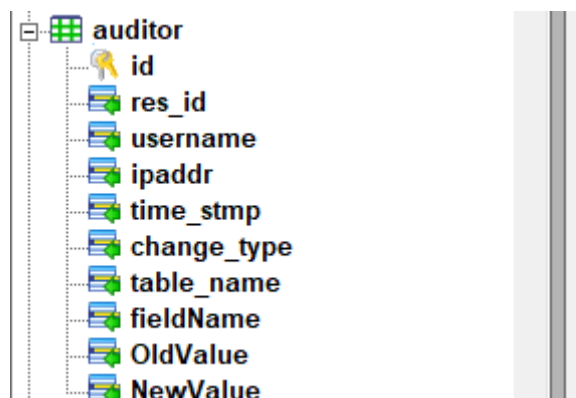 auditor
id
res_id
username
ipaddr
time_stmp
change_type
table_name
fieldName
OldValue
NewValue